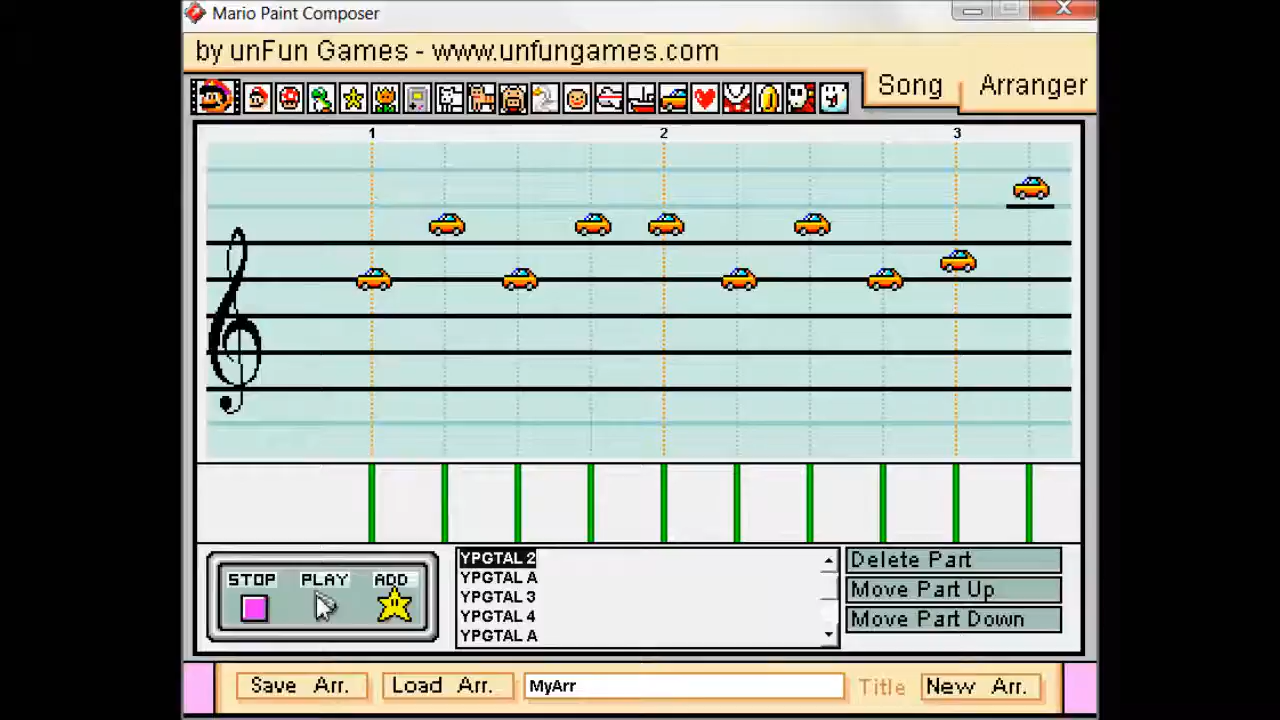 Mario Paint Composer
by unFun Games - www.unfungames.com
Song
Arranger
1 2 3
STOP PLAY ADD
YPGTAL 2
YPGTAL A
YPGTAL 3
YPGTAL 4
YPGTAL A
Delete Part
Move Part Up
Move Part Down
Save Arr.
Load Arr.
MyArr
Title
New Arr.